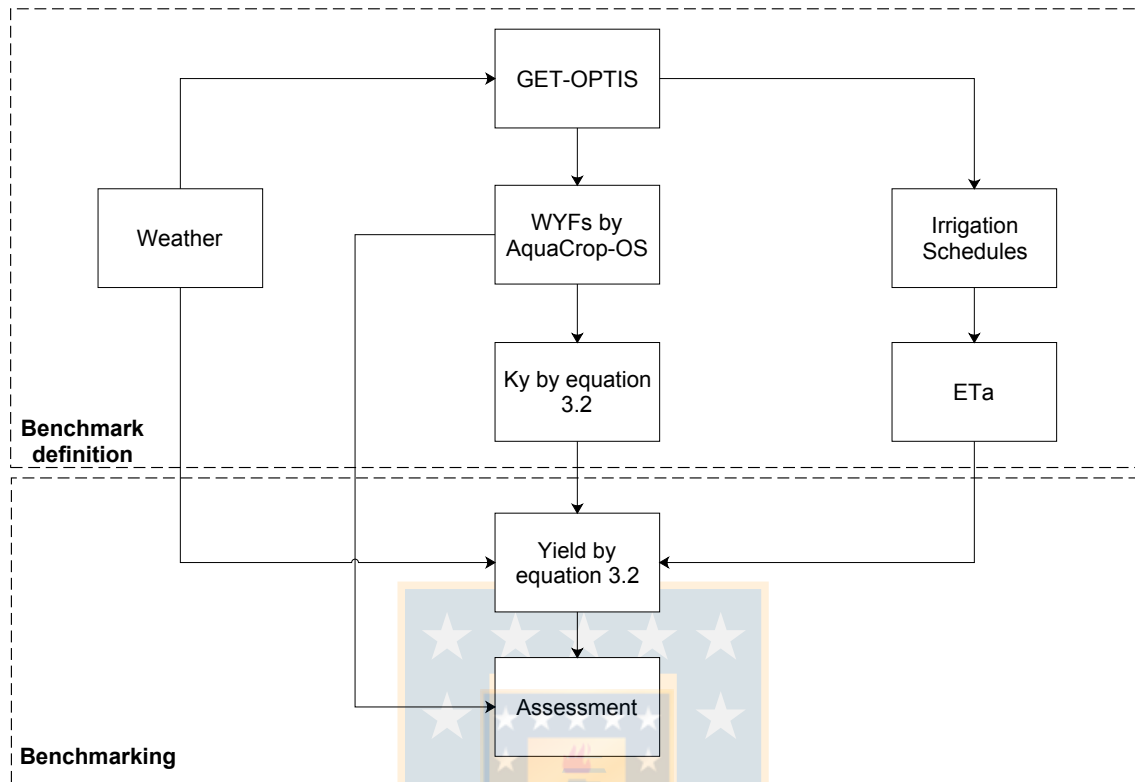 GET-OPTIS
Weather
WYFs by
AquaCrop-OS
Irrigation
Schedules
Ky by equation
3.2
ETa
Benchmark
definition
Yield by
equation 3.2
Assessment
Benchmarking